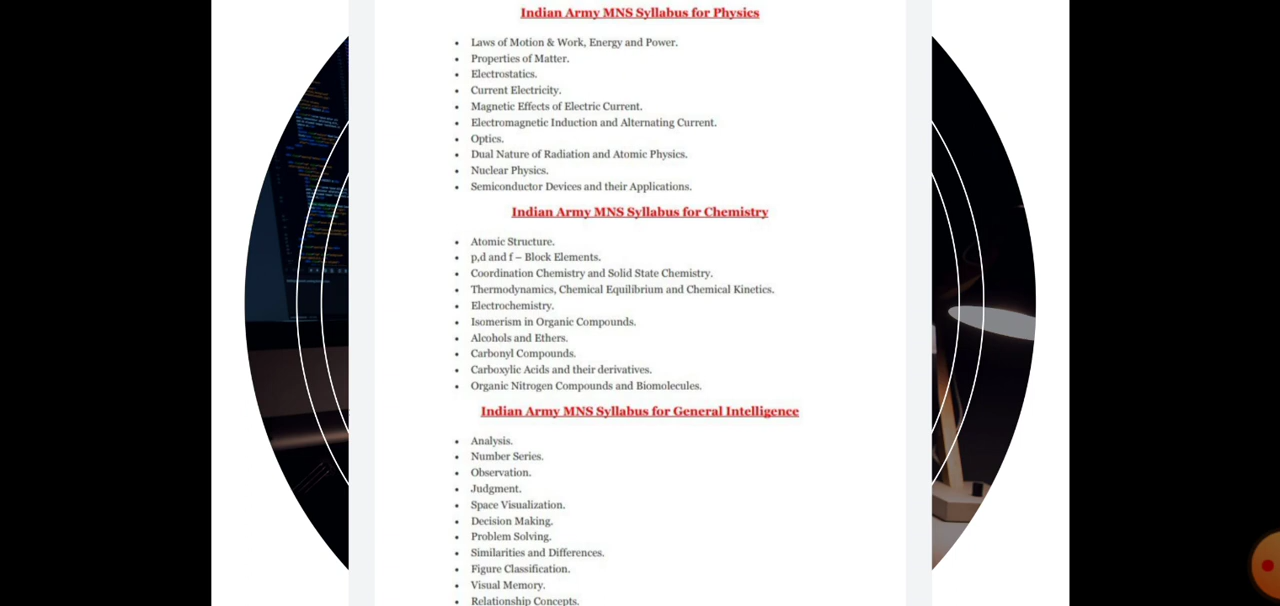 Indian Army MNS Syllabus for Physics
• Laws of Motion & Work, Energy and Power.
• Properties of Matter.
• Electrostatics.
• Current Electricity.
• Magnetic Effects of Electric Current.
• Electromagnetic Induction and Alternating Current.
• Optics.
• Dual Nature of Radiation and Atomic Physics.
• Nuclear Physics.
• Semiconductor Devices and their Applications.
Indian Army MNS Syllabus for Chemistry
• Atomic Structure.
• p,d and f – Block Elements.
• Coordination Chemistry and Solid State Chemistry.
• Thermodynamics, Chemical Equilibrium and Chemical Kinetics.
• Electrochemistry.
• Isomerism in Organic Compounds.
• Alcohols and Ethers.
• Carbonyl Compounds.
• Carboxylic Acids and their derivatives.
• Organic Nitrogen Compounds and Biomolecules.
Indian Army MNS Syllabus for General Intelligence
• Analysis.
• Number Series.
• Observation.
• Judgment.
• Space Visualization.
• Decision Making.
• Problem Solving.
• Similarities and Differences.
• Figure Classification.
• Visual Memory.
• Relationship Concepts.